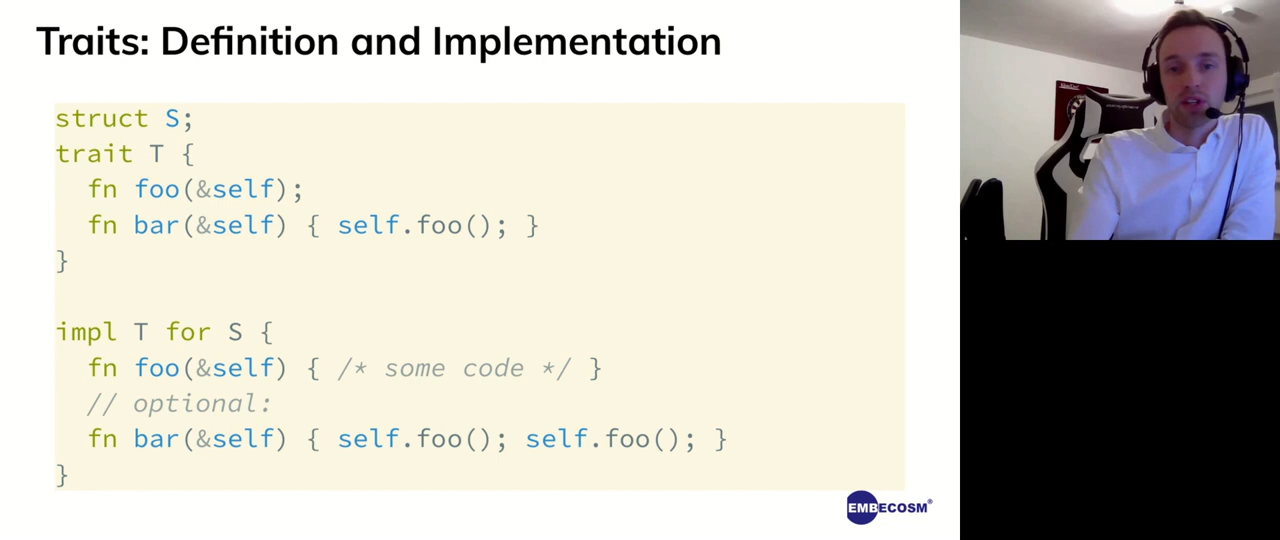 Traits: Definition and Implementation
struct S;
trait T {
  fn foo(&self);
  fn bar(&self) { self.foo(); }
}
impl T for S {
  fn foo(&self) { /* some code */ }
  // optional:
  fn bar(&self) { self.foo(); self.foo(); }
}
EMBECOSM®